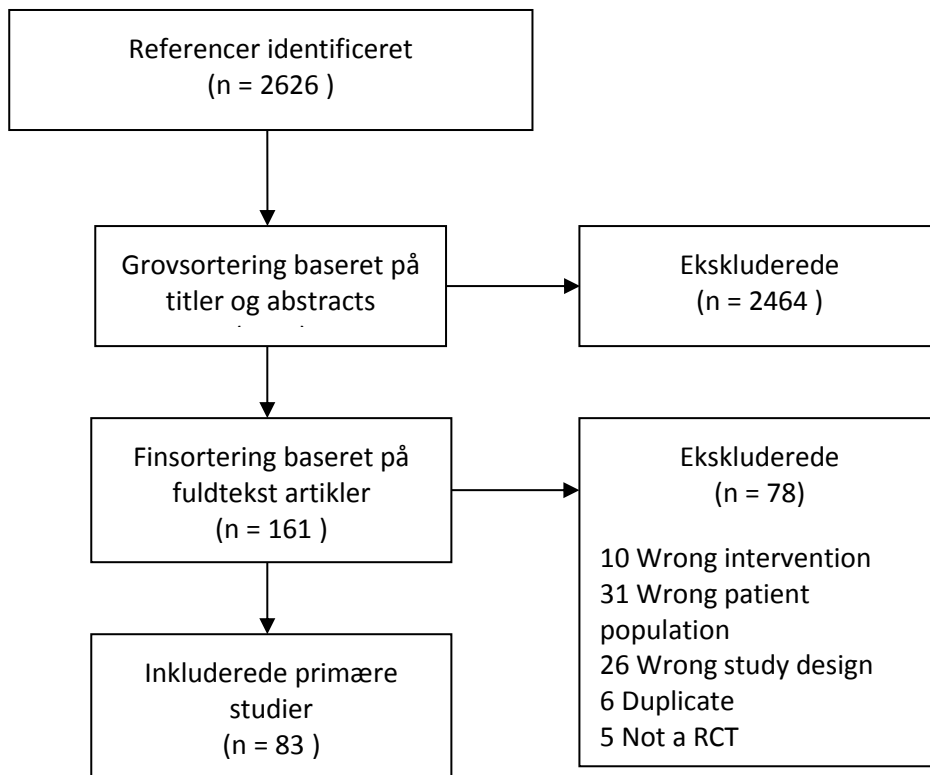 Referencer identificeret
(n = 2626 )
Grovsortering baseret på
titler og abstracts
Ekskluderede
(n = 2464 )
Finsortering baseret på
fuldtekst artikler
(n = 161 )
Ekskluderede
(n = 78)
10 Wrong intervention
31 Wrong patient
population
26 Wrong study design
6 Duplicate
5 Not a RCT
Inkluderede primære
studier
(n = 83 )